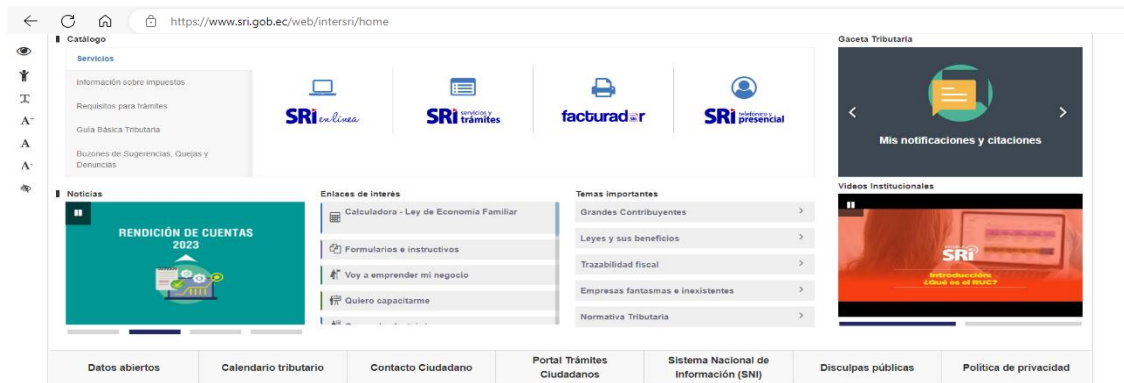 https://www.sri.gob.ec/web/intersri/home
Catálogo
Servicios
Información sobre impuestos
Requisitos para trámites
Guía Básica Tributaria
Buzones de Sugerencias, Quejas y
Denuncias
SRi en línea
SRi servicios y trámites
facturador
SRi telefónico y presencial
Gaceta Tributaria
Mis notificaciones y citaciones
Noticias
RENDICIÓN DE CUENTAS
2023
Enlaces de interés
Calculadora - Ley de Economía Familiar
Formularios e instructivos
Voy a emprender mi negocio
Quiero capacitarme
Temas importantes
Grandes Contribuyentes
Leyes y sus beneficios
Trazabilidad fiscal
Empresas fantasmas e inexistentes
Normativa Tributaria
Videos Institucionales
SRi
Introducción:
¿Qué es el RUC?
Datos abiertos
Calendario tributario
Contacto Ciudadano
Portal Trámites
Ciudadanos
Sistema Nacional de
Información (SNI)
Disculpas públicas
Política de privacidad